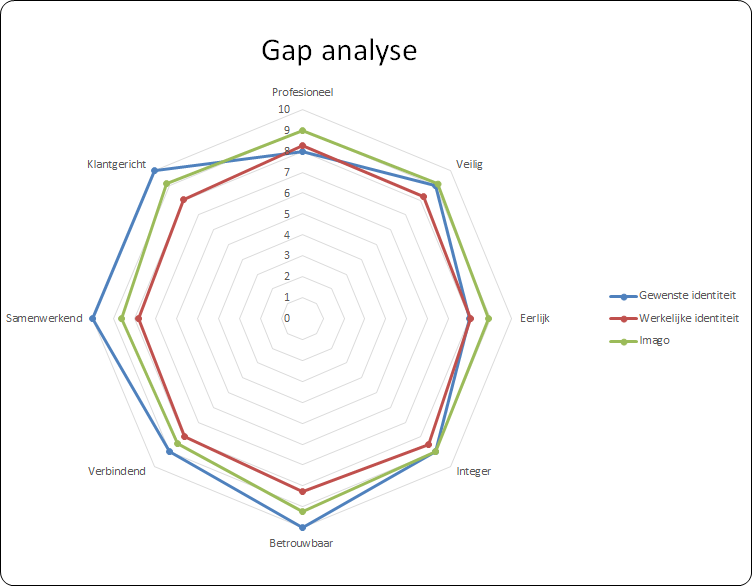 Gap analyse
Profesioneel
10
9
8
7
6
5
4
3
2
1
0
Klantgericht
Veilig
Samenwerkend
Eerlijk
Verbindend
Integer
Betrouwbaar
Gewenste identiteit
Werkelijke identiteit
Imago